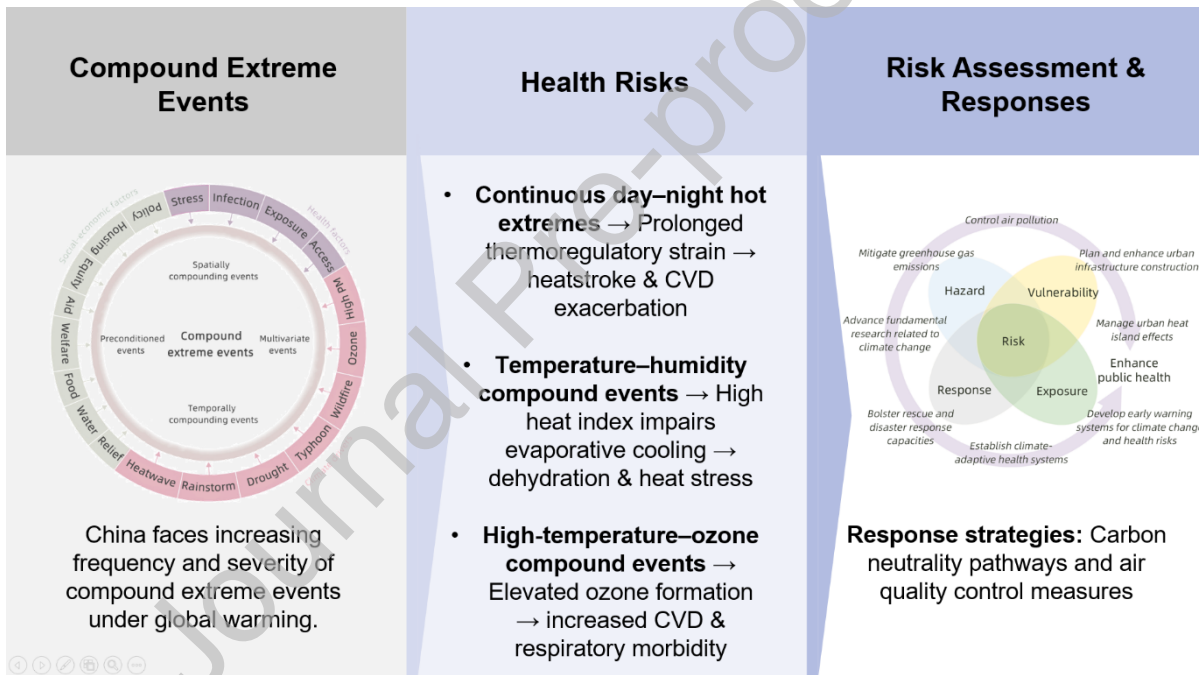 Compound Extreme
Events
Health Risks
Risk Assessment &
Responses
Social-economic factors
Health factors
Policy
Housing
Equity
Aid
Welfare
Food
Water
Relief
Stress
Infection
Exposure
Access
High PM
Ozone
Wildfire
Typhoon
Drought
Rainstorm
Heatwave
Spatially
compounding events
Preconditioned
events
Compound
extreme events
Multivariate
events
Temporally
compounding events
China faces increasing
frequency and severity of
compound extreme events
under global warming.
• Continuous day–night hot
extremes → Prolonged
thermoregulatory strain →
heatstroke & CVD
exacerbation
• Temperature–humidity
compound events → High
heat index impairs
evaporative cooling →
dehydration & heat stress
• High-temperature–ozone
compound events →
Elevated ozone formation
→ increased CVD &
respiratory morbidity
Control air pollution
Mitigate greenhouse gas
emissions
Plan and enhance urban
infrastructure construction
Hazard
Vulnerability
Advance fundamental
research related to
climate change
Risk
Manage urban heat
island effects
Enhance
public health
Response
Exposure
Bolster rescue and
disaster response
capacities
Develop early warning
systems for climate change
and health risks
Establish climate-
adaptive health systems
Response strategies: Carbon
neutrality pathways and air
quality control measures
Journal Pre-proo